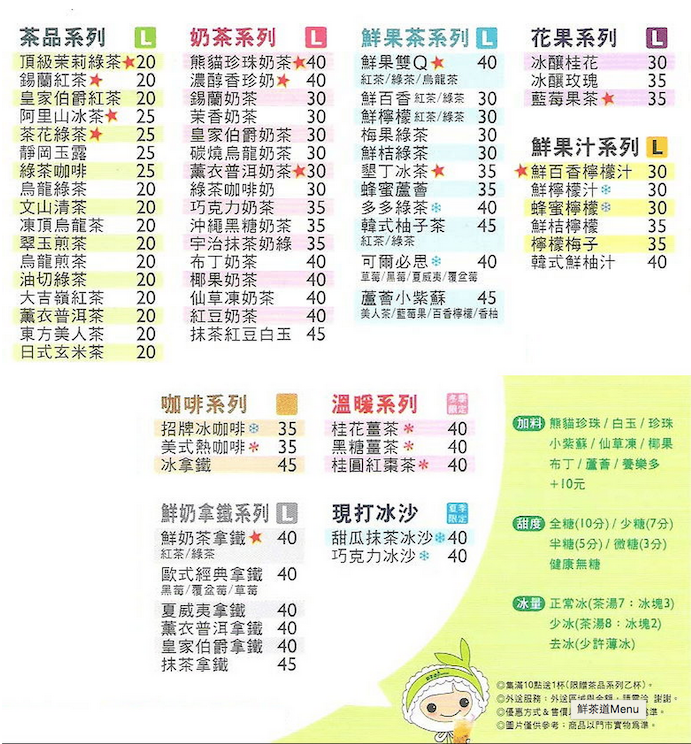 茶品系列 L
頂級茉莉綠茶★20
錫蘭紅茶★ 20
皇家伯爵紅茶 20
阿里山冰茶★ 25
茶花綠茶★ 25
靜岡玉露 25
綠茶咖啡 25
烏龍綠茶 20
文山清茶 20
凍頂烏龍茶 20
翠玉煎茶 20
烏龍煎茶 20
油切綠茶 20
大吉嶺紅茶 20
薰衣普洱茶 20
東方美人茶 20
日式玄米茶 20
奶茶系列 L
熊貓珍珠奶茶★40
濃醇香珍奶★ 40
錫蘭奶茶 30
茉香奶茶 30
皇家伯爵奶茶 30
碳燒烏龍奶茶 30
薰衣普洱奶茶★30
綠茶咖啡奶 30
巧克力奶茶 35
沖繩黑糖奶茶 35
宇治抹茶奶綠 35
布丁奶茶 40
椰果奶茶 40
仙草凍奶茶 40
紅豆奶茶 40
抹茶紅豆白玉 45
鮮果茶系列 L
鮮果雙Q★ 40
紅茶/綠茶/烏龍茶
鮮百香 紅茶/綠茶 30
鮮檸檬 紅茶/綠茶 30
梅果綠茶 30
鮮桔綠茶 30
墾丁冰茶★ 35
蜂蜜蘆薈 35
多多綠茶❄ 40
韓式柚子茶 45
紅茶/綠茶
可爾必思❄ 40
草莓/黑莓/夏威夷/覆盆莓
蘆薈小紫蘇 45
美人茶/藍莓果/百香檸檬/香柚
花果系列 L
冰釀桂花 30
冰釀玫瑰 35
藍莓果茶★ 35
鮮果汁系列 L
★鮮百香檸檬汁 30
鮮檸檬汁❄ 30
蜂蜜檸檬❄ 30
鮮桔檸檬 35
檸檬梅子 35
韓式鮮柚汁 40
咖啡系列
招牌冰咖啡❄ 35
美式熱咖啡* 35
冰拿鐵 45
溫暖系列 冬季限定
桂花薑茶* 40
黑糖薑茶* 40
桂圓紅棗茶* 40
鮮奶拿鐵系列 L
鮮奶茶拿鐵★ 40
紅茶/綠茶
歐式經典拿鐵 40
黑莓/覆盆莓/草莓
夏威夷拿鐵 40
薰衣普洱拿鐵 40
皇家伯爵拿鐵 40
抹茶拿鐵 45
現打冰沙 夏季限定
甜瓜抹茶冰沙❄40
巧克力冰沙❄ 40
加料 熊貓珍珠/白玉/珍珠
小紫蘇/仙草凍/椰果
布丁/蘆薈/養樂多
+10元
甜度 全糖(10分)/少糖(7分)
半糖(5分)/微糖(3分)
健康無糖
冰量 正常冰(茶湯7：冰塊3)
少冰(茶湯8：冰塊2)
去冰(少許薄冰)
◎集滿10點送1杯(限贈茶品系列乙杯)。
◎外送服務：外送區域與金額，請電洽 謝謝。
◎優惠方式&售價 為準。
鮮茶道Menu
◎圖片僅供參考；商品以門市實物為準。